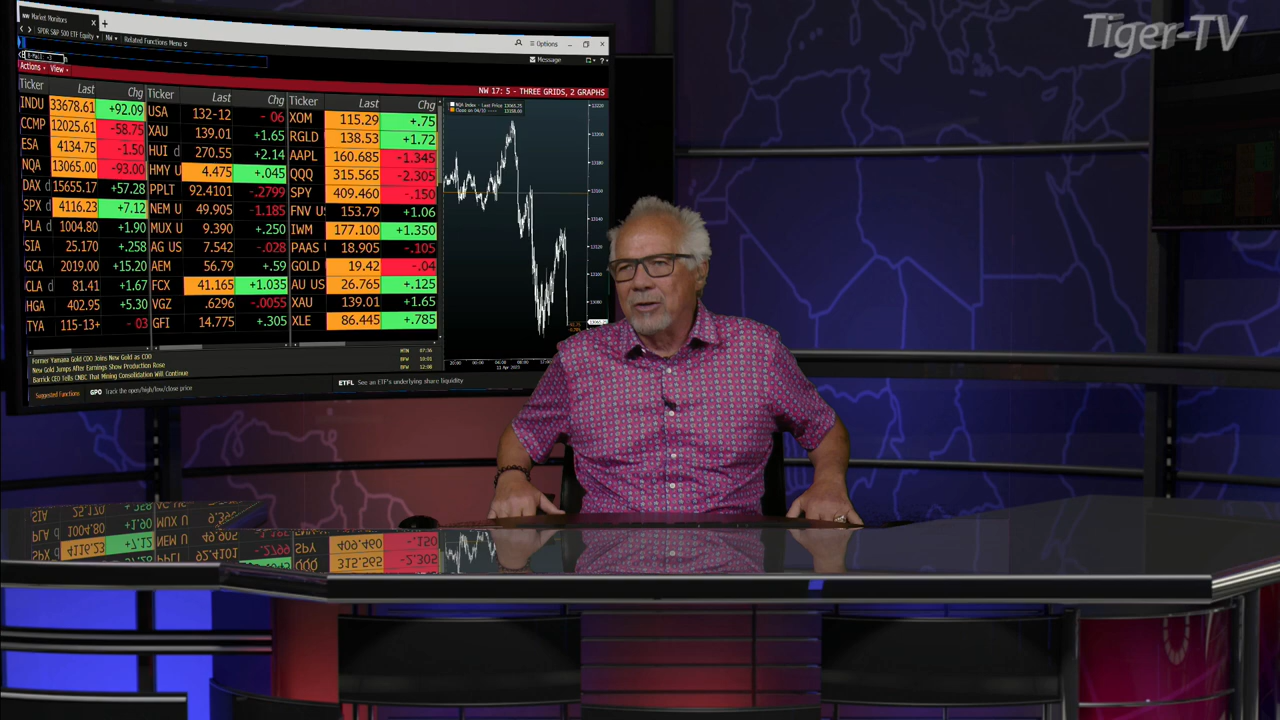 Tiger-TV
NW Market Monitors
SPDR S&P 500 ETF Equity NW Related Functions Menu
Options
Message
Actions View
NW 17: 5 - THREE GRIDS, 2 GRAPHS
Ticker Last Chg Ticker Last Chg Ticker Last Chg
INDU 33678.61 +92.09 USA 132-12 - 06 XOM 115.29 +.75
CCMP 12025.61 -58.75 XAU 139.01 +1.65 RGLD 138.53 +1.72
ESA 4134.75 -1.50 HUI d 270.55 +2.14 AAPL 160.685 -1.345
NQA 13065.00 -93.00 HMY U 4.475 +.045 QQQ 315.565 -2.305
DAX d 15655.17 +57.28 PPLT 92.4101 -.2799 SPY 409.460 -.150
SPX d 4116.23 +7.12 NEM U 49.905 -1.185 FNV US 153.79 +1.06
PLA d 1004.80 +1.90 MUX U 9.390 +.250 IWM 177.100 +1.350
SIA 25.170 +.258 AG US 7.542 -.028 PAAS 18.905 -.105
GCA 2019.00 +15.20 AEM 56.79 +.59 GOLD 19.42 -.04
CLA d 81.41 +1.67 FCX 41.165 +1.035 AU US 26.765 +.125
HGA 402.95 +5.30 VGZ .6296 -.0055 XAU 139.01 +1.65
TYA 115-13+ - 03 GFI 14.775 +.305 XLE 86.445 +.785
Former Yamana Gold COO Joins New Gold as COO
New Gold Jumps After Earnings Show Production Rose
Barrick CEO Tells CNBC That Mining Consolidation Will Continue
Suggested Functions GPO Track the open/high/low/close price ETFL See an ETF's underlying share liquidity